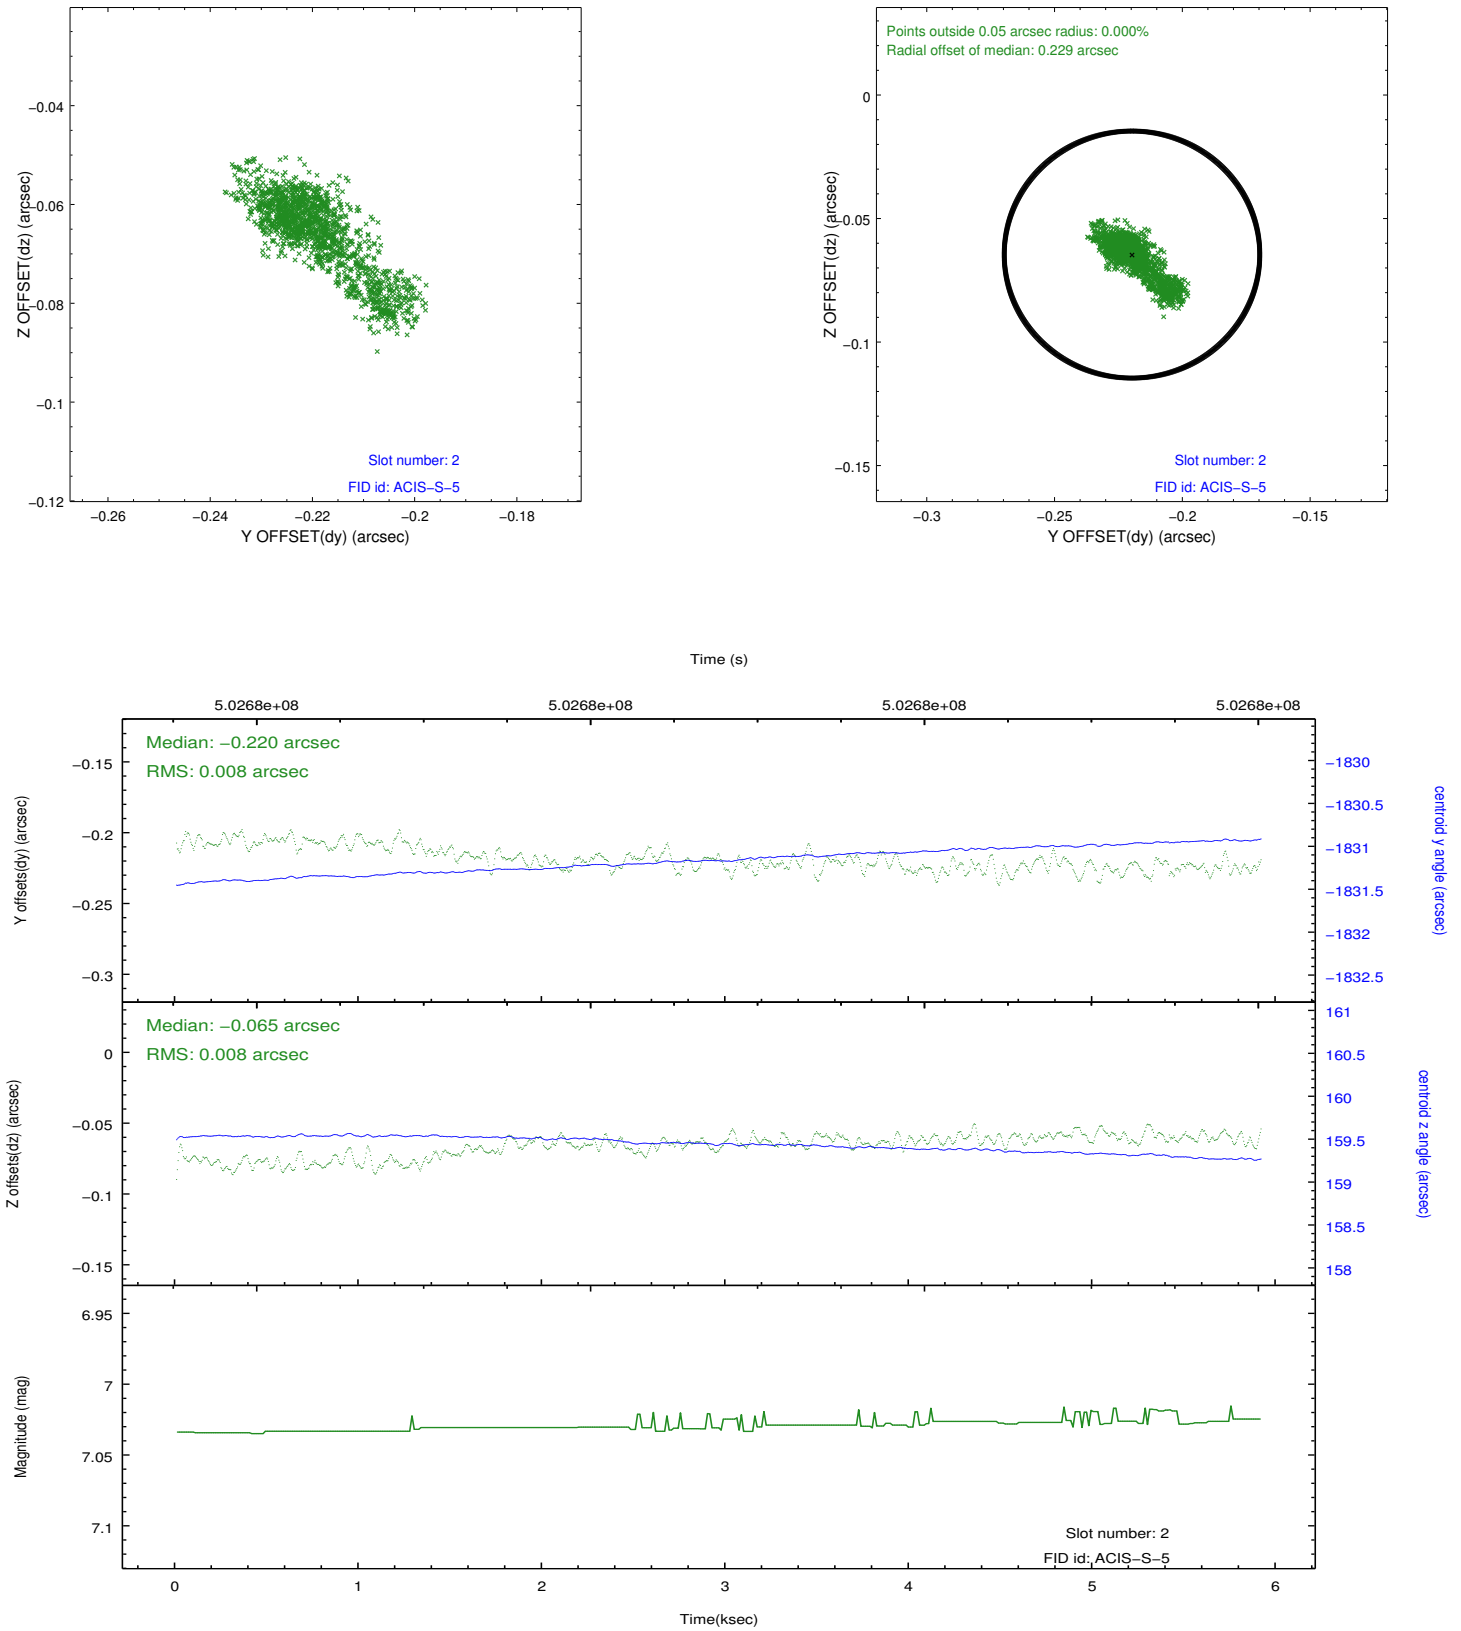 −0.04
−0.06
−0.08
−0.1
−0.12
Z OFFSET(dz) (arcsec)
Slot number: 2
FID id: ACIS−S−5
−0.26
−0.24
−0.22
−0.2
−0.18
Y OFFSET(dy) (arcsec)
Points outside 0.05 arcsec radius: 0.000%
Radial offset of median: 0.229 arcsec
0
−0.05
−0.1
−0.15
Z OFFSET(dz) (arcsec)
Slot number: 2
FID id: ACIS−S−5
−0.3
−0.25
−0.2
−0.15
Y OFFSET(dy) (arcsec)
Time (s)
5.0268e+08
5.0268e+08
5.0268e+08
5.0268e+08
Median: −0.220 arcsec
RMS: 0.008 arcsec
−0.15
−0.2
−0.25
−0.3
Y offsets(dy) (arcsec)
−1830
−1830.5
−1831
−1831.5
−1832
−1832.5
centroid y angle (arcsec)
Median: −0.065 arcsec
RMS: 0.008 arcsec
0
−0.05
−0.1
−0.15
Z offsets(dz) (arcsec)
161
160.5
160
159.5
159
158.5
158
centroid z angle (arcsec)
6.95
7
7.05
7.1
Magnitude (mag)
Slot number: 2
FID id: ACIS−S−5
0
1
2
3
4
5
6
Time(ksec)